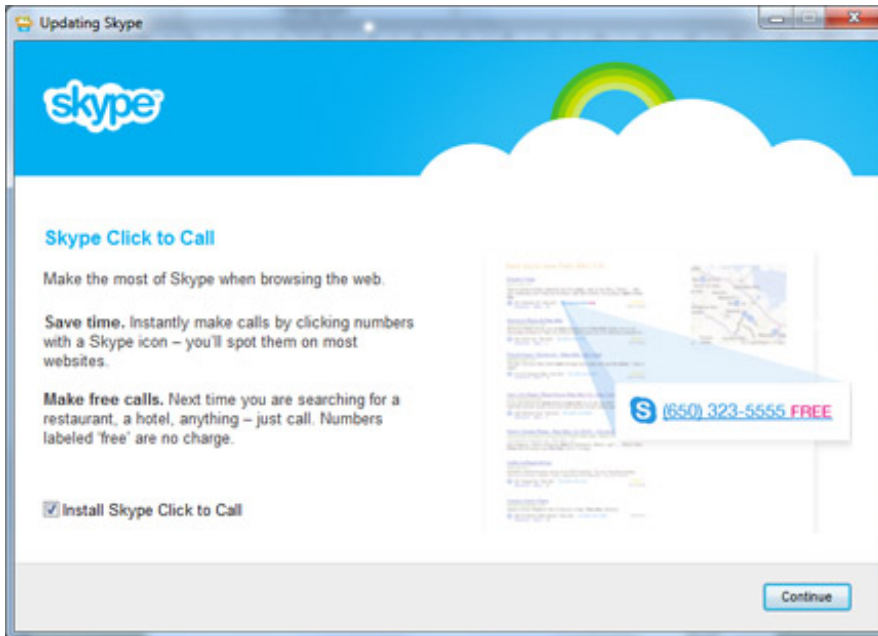 Updating Skype
skype
Skype Click to Call
Make the most of Skype when browsing the web.
Save time. Instantly make calls by clicking numbers
with a Skype icon – you'll spot them on most
websites.
Make free calls. Next time you are searching for a
restaurant, a hotel, anything – just call. Numbers
labeled 'free' are no charge.
S (650) 323-5555 FREE
Install Skype Click to Call
Continue